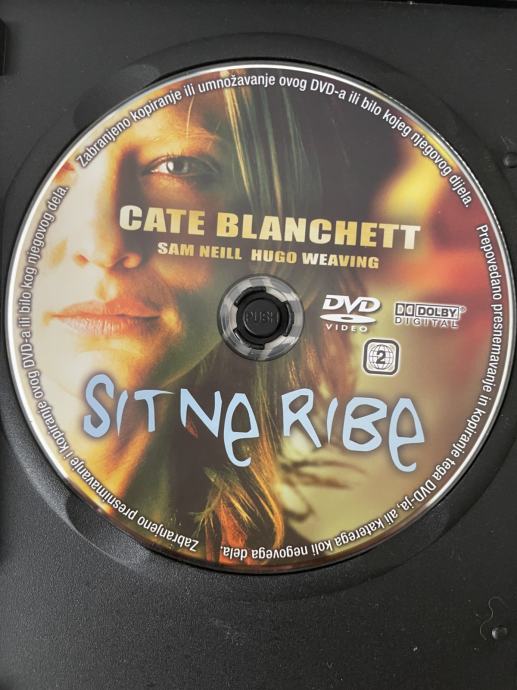 Zabranjeno kopiranje ili umnožavanje ovog DVD-a ili bilo kojeg njegovog dijela.
Prepovedano presnemavanje in kopiranje tega DVD-ja, ali katerega koli negovega dela.
Zabranjeno presnimavanje i kopiranje ovog DVD-a ili bilo kog njegovog dela.
CATE BLANCHETT
SAM NEILL HUGO WEAVING
PUSH
DVD
VIDEO
DOLBY
DIGITAL
2
SITNE RIBE